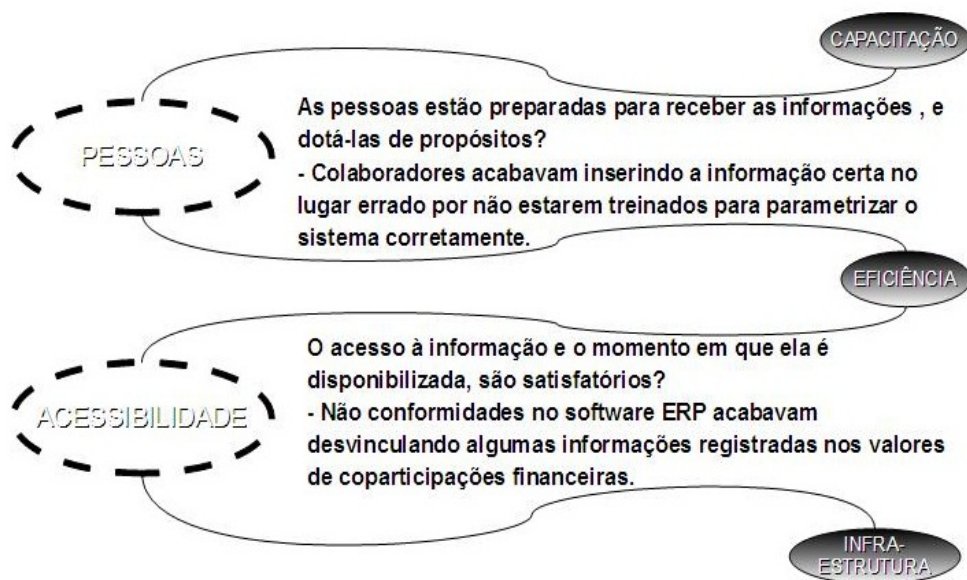 CAPACITAÇÃO
As pessoas estão preparadas para receber as informações , e
dotá-las de propósitos?
PESSOAS
- Colaboradores acabavam inserindo a informação certa no
lugar errado por não estarem treinados para parametrizar o
sistema corretamente.
EFICIÊNCIA
O acesso à informação e o momento em que ela é
disponibilizada, são satisfatórios?
ACESSIBILIDADE
- Não conformidades no software ERP acabavam
desvinculando algumas informações registradas nos valores
de coparticipações financeiras.
INFRA-
ESTRUTURA